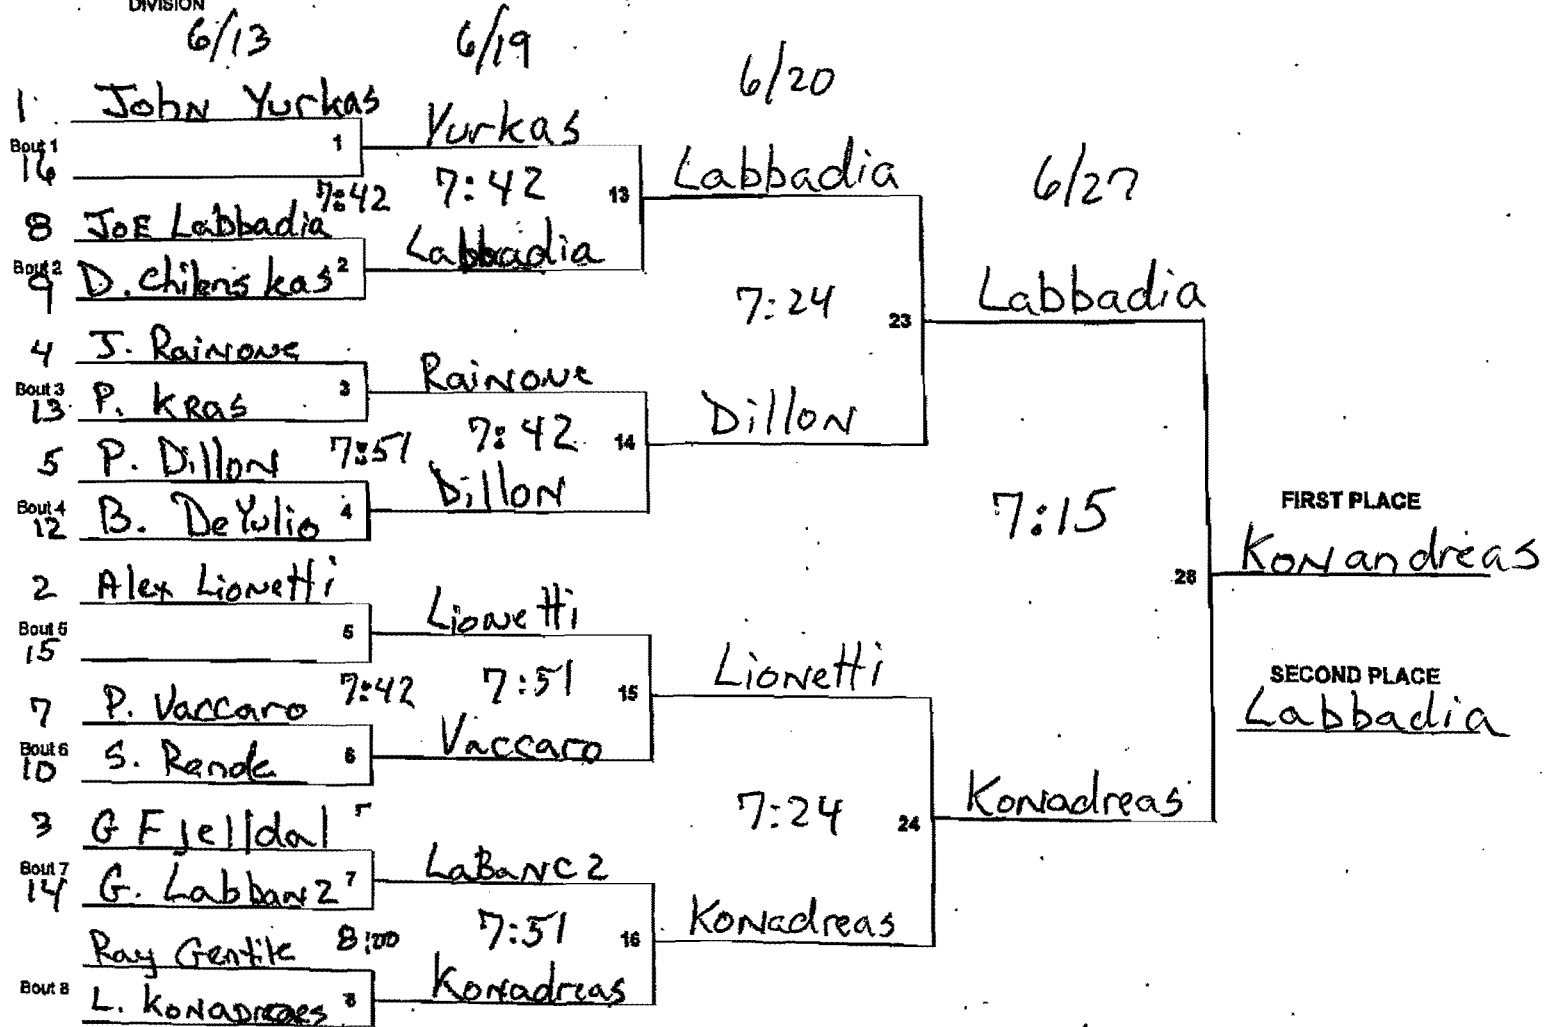 DIVISION
6/13
6/19
6/20
6/27
1 John Yurkas
Bout 1 1
16
7:42
8 JOE Labbadia
Bout 2 2
9 D. Chilenskas
4 J. Rainone
Bout 3 3
13 P. KRAS
5 P. Dillon 7:51
Bout 4 4
12 B. DeYulio
2 Alex Lionetti
Bout 5 5
15
7 P. Vaccaro 7:42
Bout 6 6
10 S. Rende
3 G Fjelldal
Bout 7 7
14 G. Labbanz
Ray Gentile 8:00
Bout 8 8
L. KONADREAES
Yurkas
7:42 13
Labbadia
Rainone
7:42 14
Dillon
Lionetti
7:51 15
Vaccaro
LaBANCZ
7:51 16
Konadreas
Labbadia
7:24 23
Dillon
Lionetti
7:24 24
Konadreas
Labbadia
7:15 28
Konadreas
FIRST PLACE
Konandreas
SECOND PLACE
Labbadia